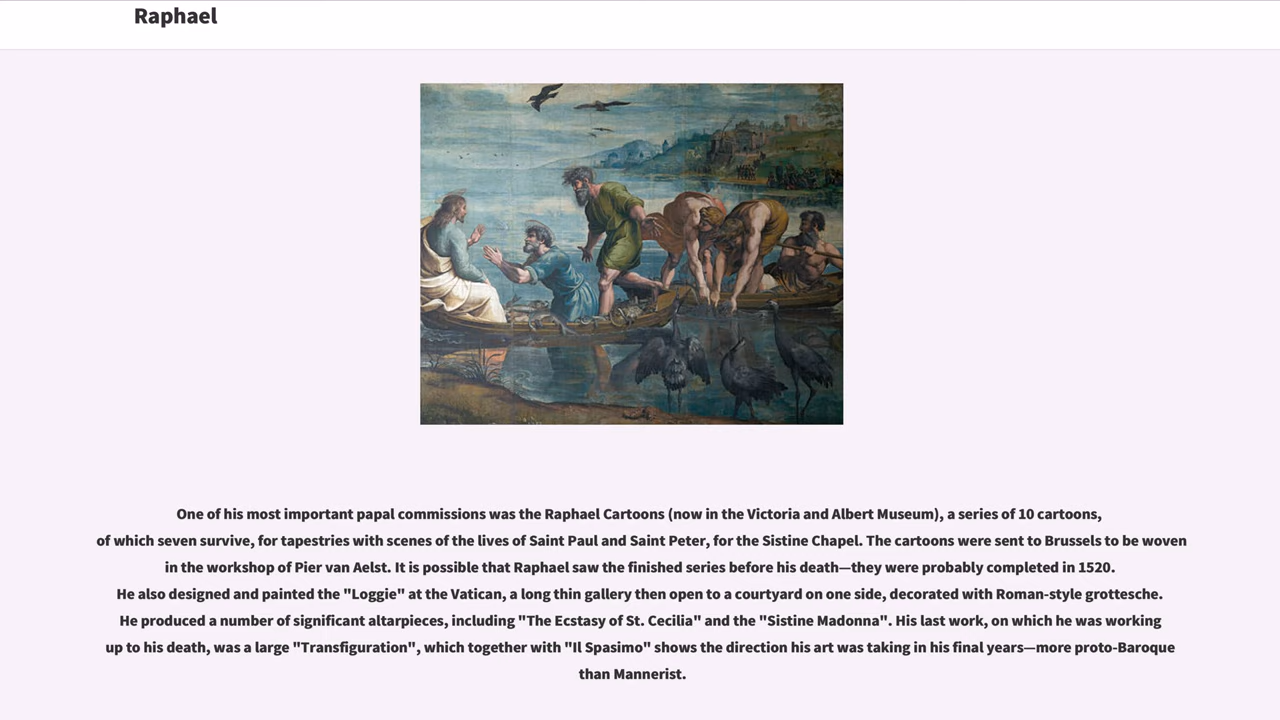 Raphael
One of his most important papal commissions was the Raphael Cartoons (now in the Victoria and Albert Museum), a series of 10 cartoons,
of which seven survive, for tapestries with scenes of the lives of Saint Paul and Saint Peter, for the Sistine Chapel. The cartoons were sent to Brussels to be woven
in the workshop of Pier van Aelst. It is possible that Raphael saw the finished series before his death—they were probably completed in 1520.
He also designed and painted the "Loggie" at the Vatican, a long thin gallery then open to a courtyard on one side, decorated with Roman-style grottesche.
He produced a number of significant altarpieces, including "The Ecstasy of St. Cecilia" and the "Sistine Madonna". His last work, on which he was working
up to his death, was a large "Transfiguration", which together with "Il Spasimo" shows the direction his art was taking in his final years—more proto-Baroque
than Mannerist.